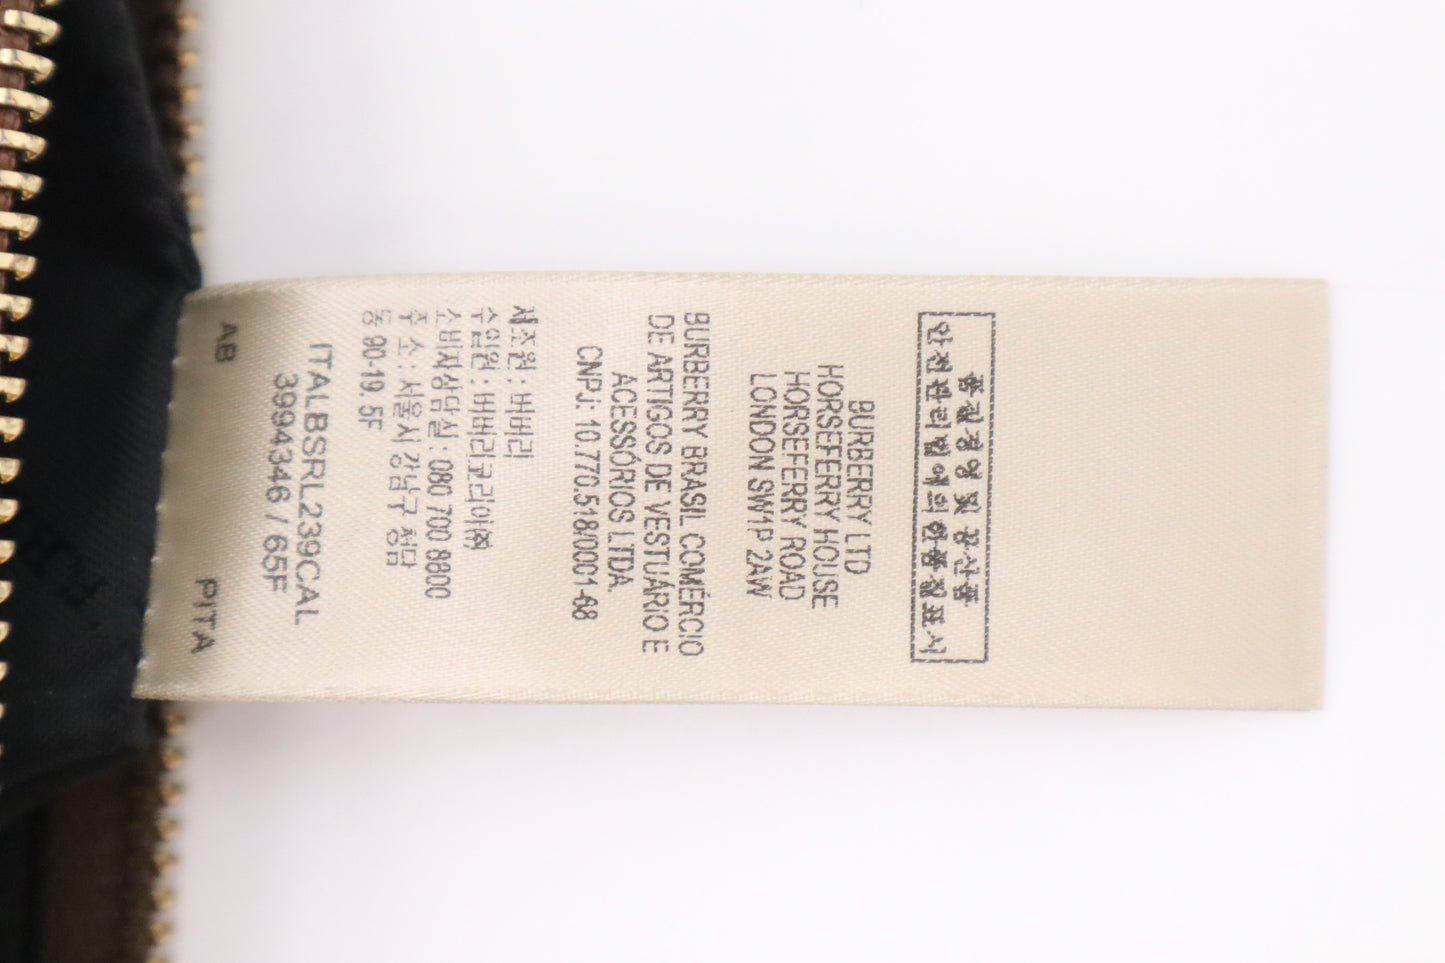 품질경영 및 공산품
안전관리법에의한품질표시
BURBERRY LTD
HORSEFERRY HOUSE
HORSEFERRY ROAD
LONDON SW1P 2AW
BURBERRY BRASIL COMÉRCIO
DE ARTIGOS DE VESTUÁRIO E
ACESSÓRIOS LTDA.
CNPJ: 10.770.518/0001-68
제조원 : 버버리
수입원 : 버버리코리아㈜
소비자상담실 : 080 700 8800
주 소 : 서울시 강남구 청담
동 90-19. 5F
ITALBSRL239CAL
3994346 / 65F
AB PITA